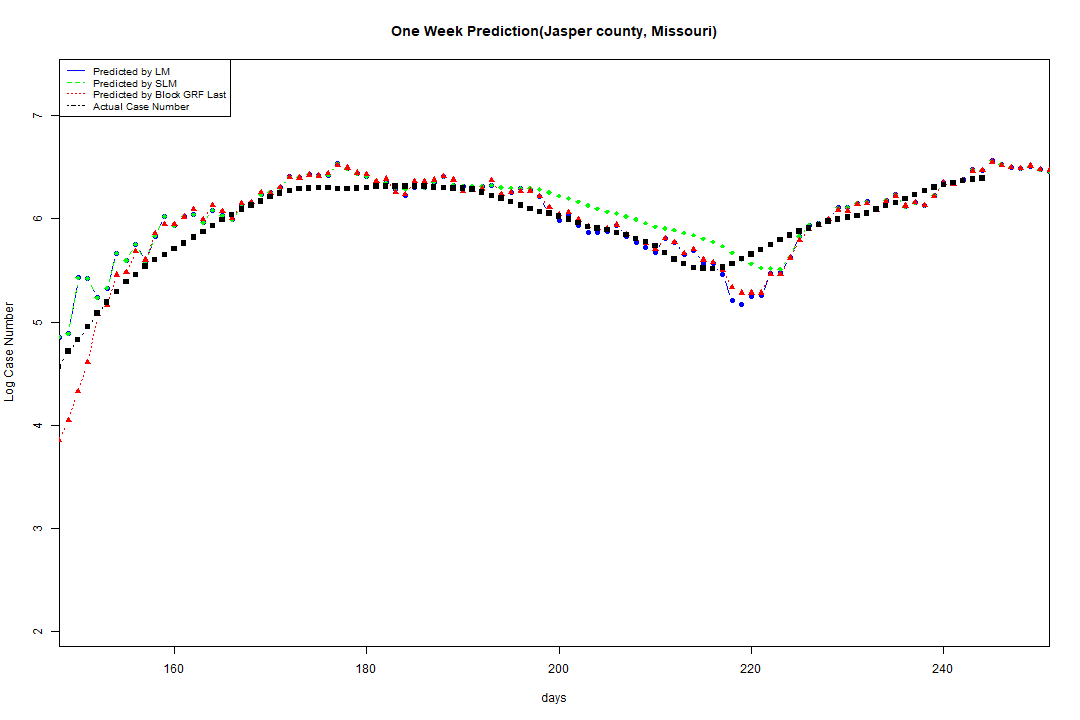 One Week Prediction(Jasper county, Missouri)
Predicted by LM
Predicted by SLM
Predicted by Block GRF Last
Actual Case Number
7
6
5
4
3
2
Log Case Number
160 180 200 220 240
days